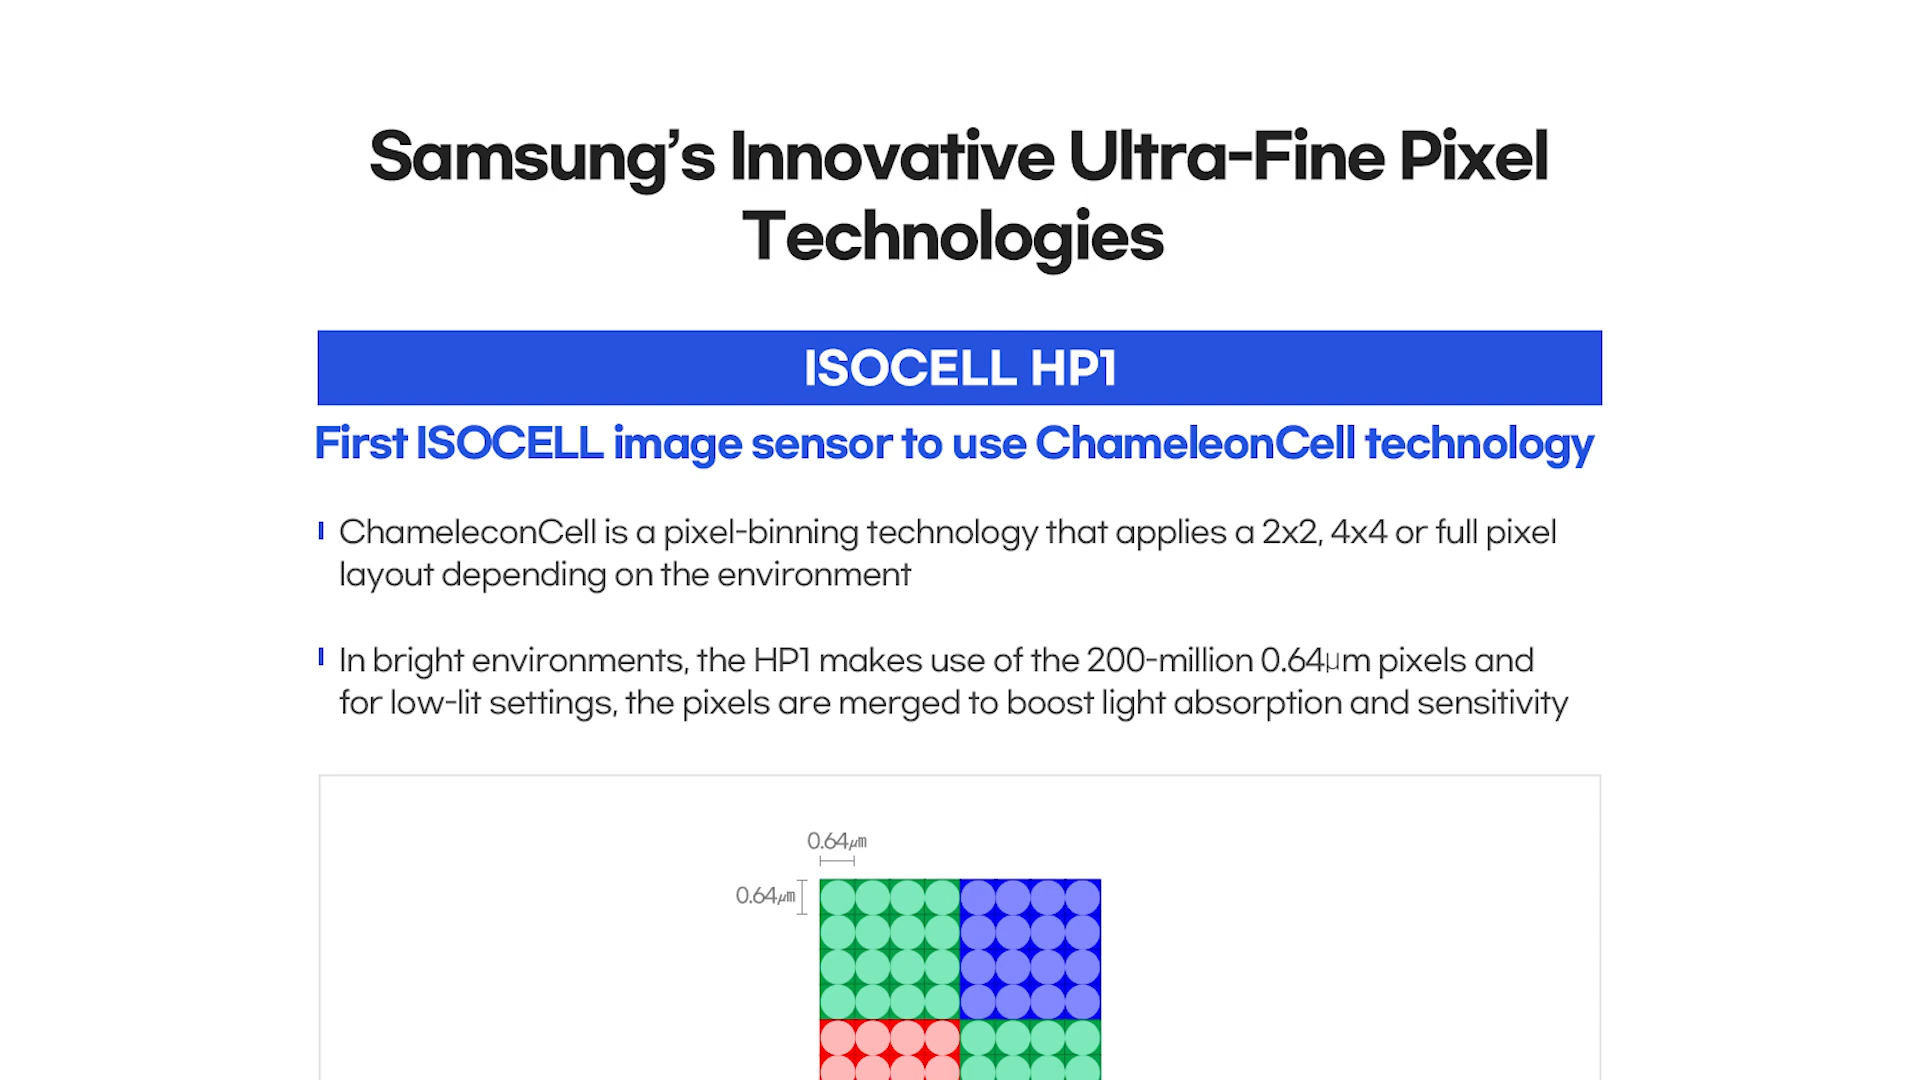 Samsung’s Innovative Ultra-Fine Pixel
Technologies
ISOCELL HP1
First ISOCELL image sensor to use ChameleonCell technology
ChameleconCell is a pixel-binning technology that applies a 2x2, 4x4 or full pixel
layout depending on the environment
In bright environments, the HP1 makes use of the 200-million 0.64μm pixels and
for low-lit settings, the pixels are merged to boost light absorption and sensitivity
0.64㎛
0.64㎛